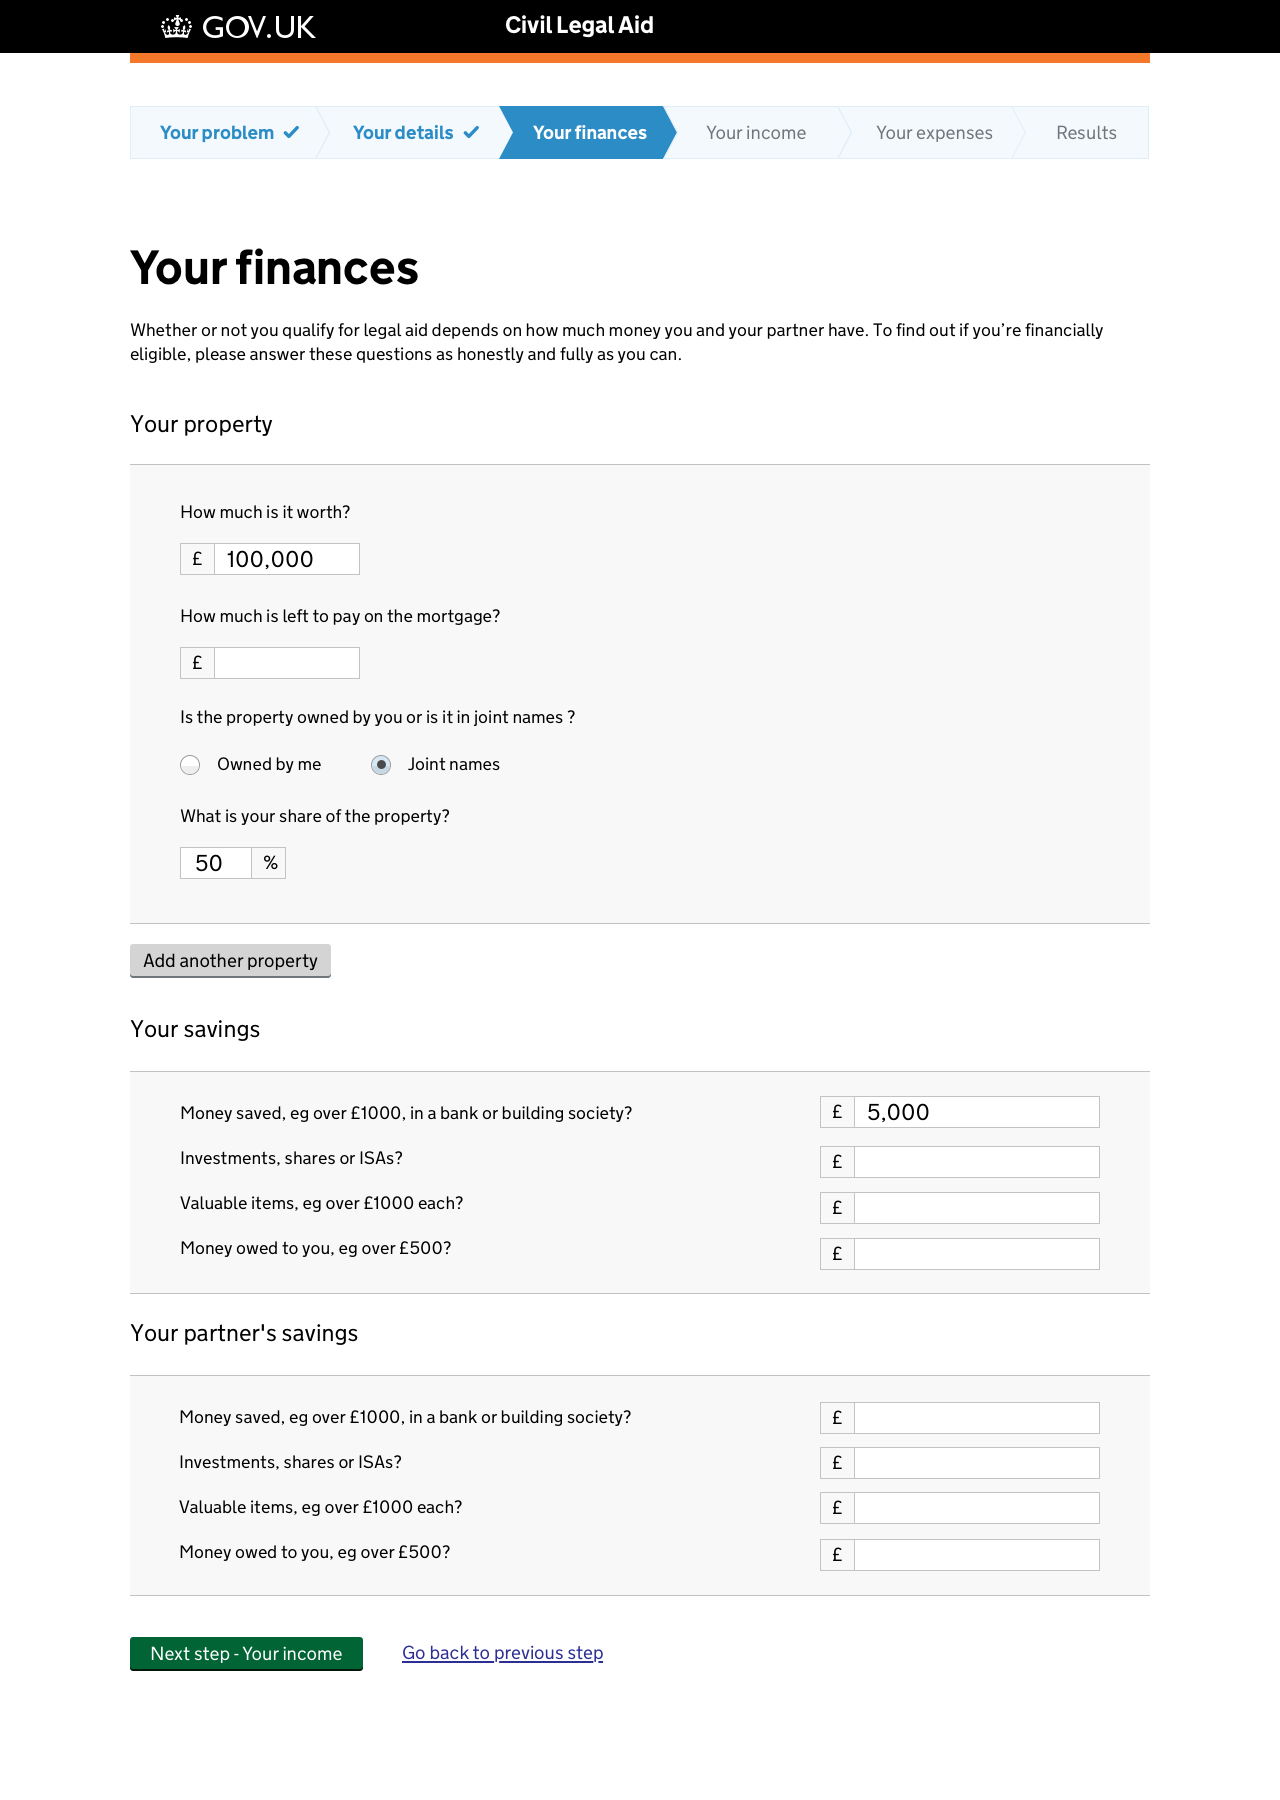 GOV.UK
Civil Legal Aid
Your problem
Your details
Your finances
Your income
Your expenses
Results
Your finances
Whether or not you qualify for legal aid depends on how much money you and your partner have. To find out if you’re financially
eligible, please answer these questions as honestly and fully as you can.
Your property
How much is it worth?
£ 100,000
How much is left to pay on the mortgage?
£
Is the property owned by you or is it in joint names ?
Owned by me
Joint names
What is your share of the property?
50 %
Add another property
Your savings
Money saved, eg over £1000, in a bank or building society?
£ 5,000
Investments, shares or ISAs?
£
Valuable items, eg over £1000 each?
£
Money owed to you, eg over £500?
£
Your partner's savings
Money saved, eg over £1000, in a bank or building society?
£
Investments, shares or ISAs?
£
Valuable items, eg over £1000 each?
£
Money owed to you, eg over £500?
£
Next step - Your income
Go back to previous step